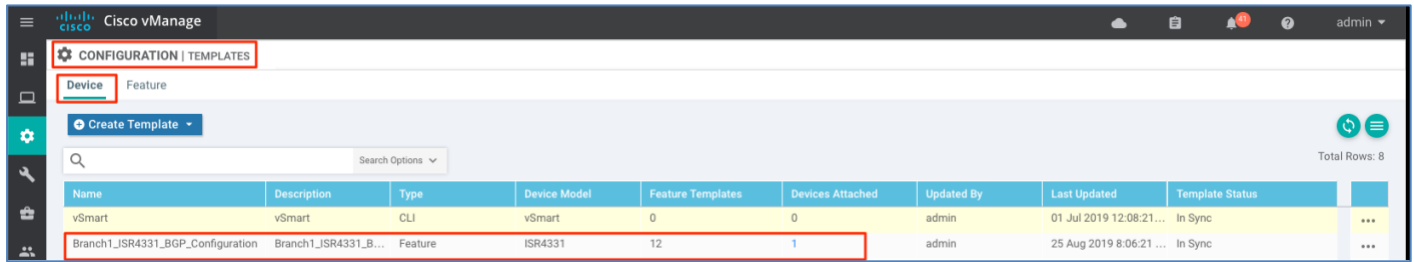 cisco Cisco vManage 41 ? admin
CONFIGURATION | TEMPLATES
Device Feature
Create Template
Search Options Total Rows: 8
Name Description Type Device Model Feature Templates Devices Attached Updated By Last Updated Template Status
vSmart vSmart CLI vSmart 0 0 admin 01 Jul 2019 12:08:21... In Sync ...
Branch1_ISR4331_BGP_Configuration Branch1_ISR4331_B... Feature ISR4331 12 1 admin 25 Aug 2019 8:06:21 ... In Sync ...